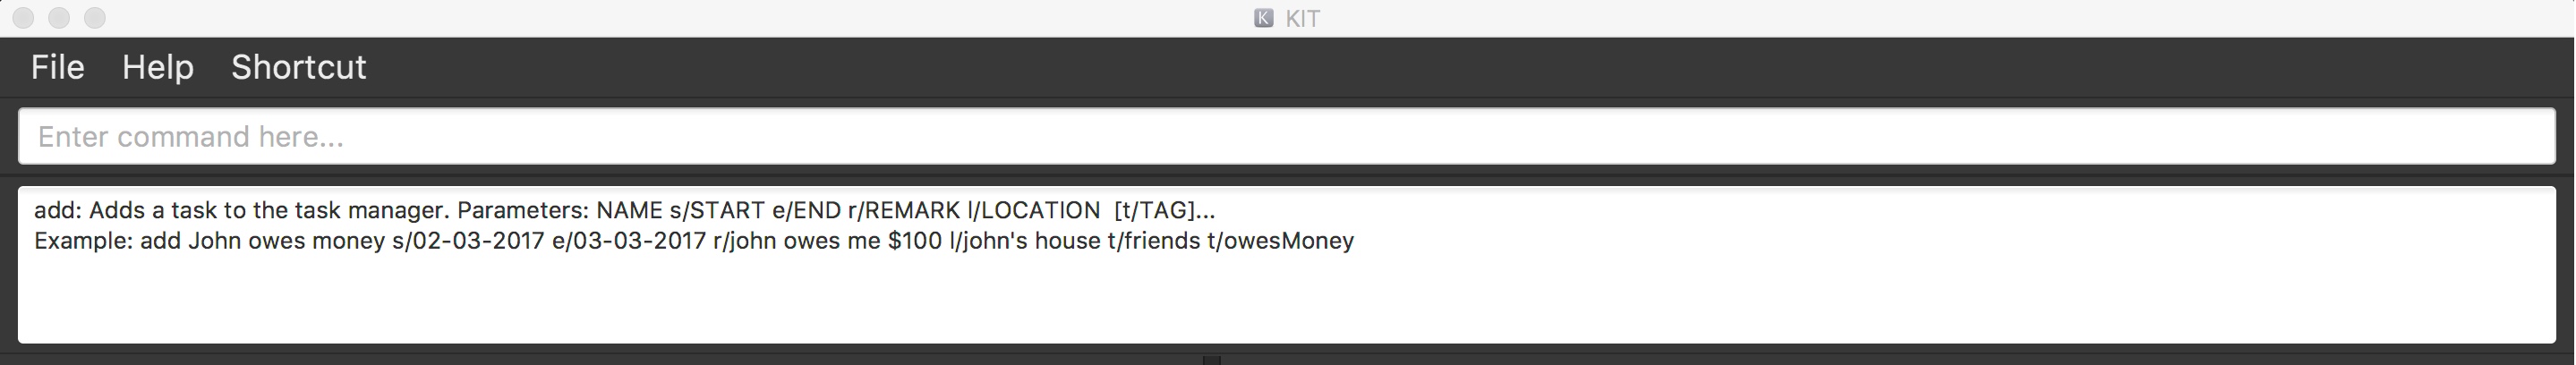 K KIT
File Help Shortcut
Enter command here...
add: Adds a task to the task manager. Parameters: NAME s/START e/END r/REMARK l/LOCATION  [t/TAG]...
Example: add John owes money s/02-03-2017 e/03-03-2017 r/john owes me $100 l/john's house t/friends t/owesMoney